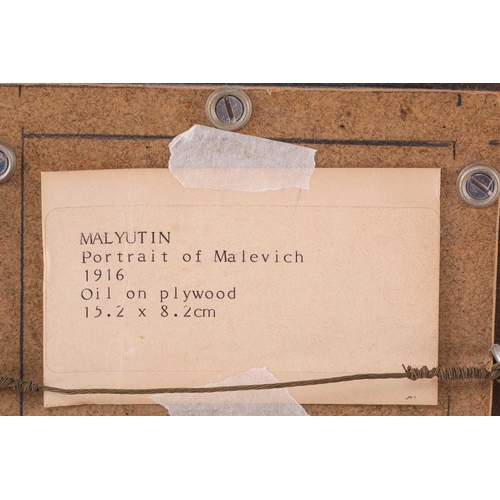 MALYUTIN
Portrait of Malevich
1916
Oil on plywood
15.2 x 8.2cm